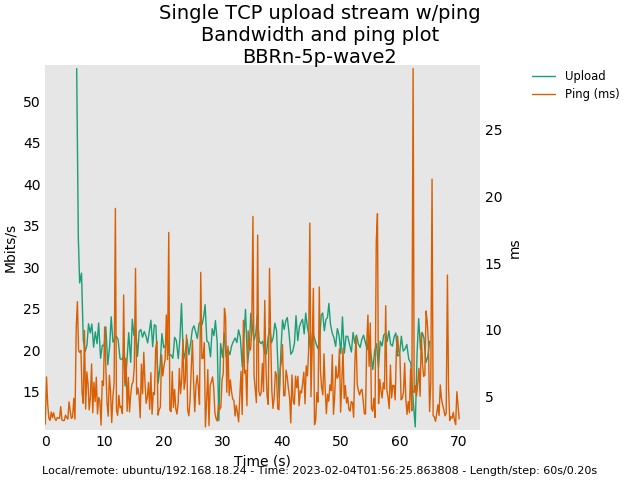 Single TCP upload stream w/ping
Bandwidth and ping plot
BBRn-5p-wave2
Upload
Ping (ms)
50
45
40
35
30
25
20
15
Mbits/s
25
20
15
10
5
ms
0
10
20
30
40
50
60
70
Time (s)
Local/remote: ubuntu/192.168.18.24 - Time: 2023-02-04T01:56:25.863808 - Length/step: 60s/0.20s